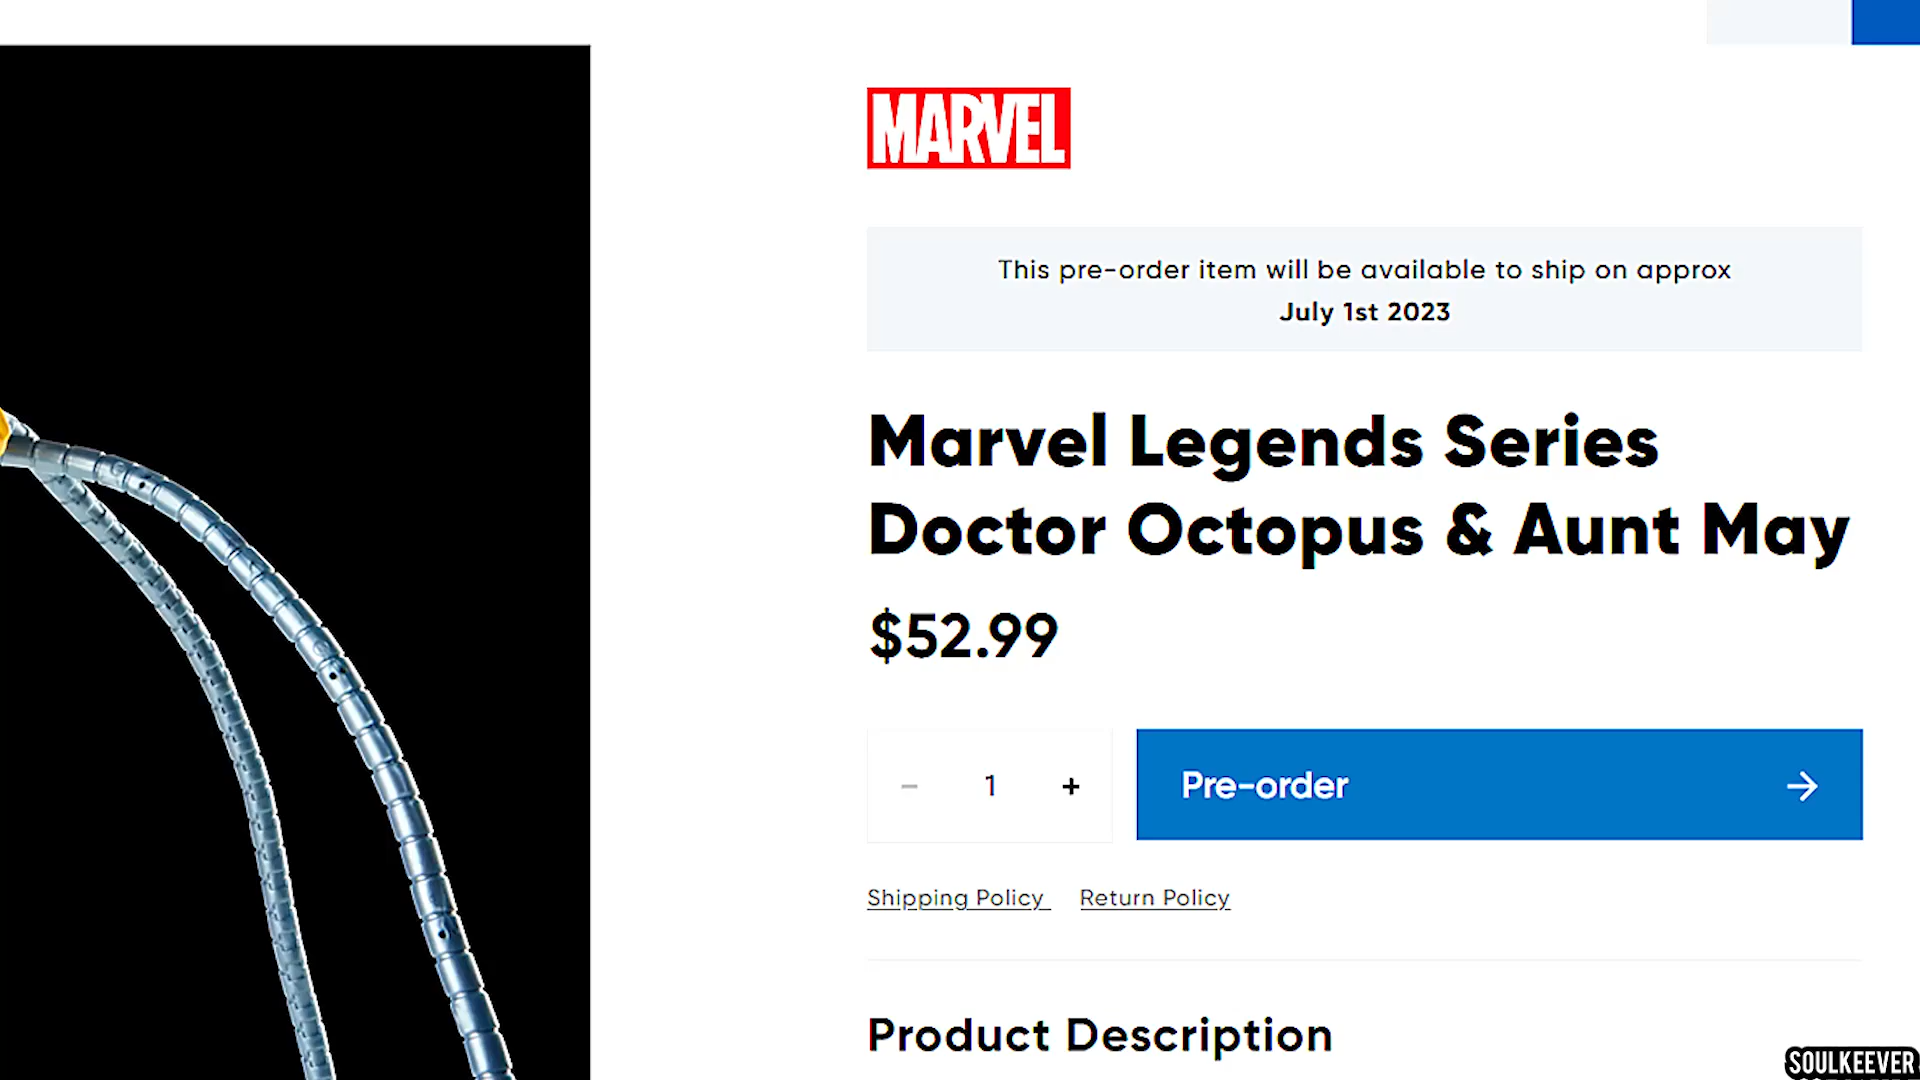 MARVEL
This pre-order item will be available to ship on approx
July 1st 2023
Marvel Legends Series
Doctor Octopus & Aunt May
$52.99
− 1 +
Pre-order →
Shipping Policy Return Policy
Product Description
SOULKEEVER